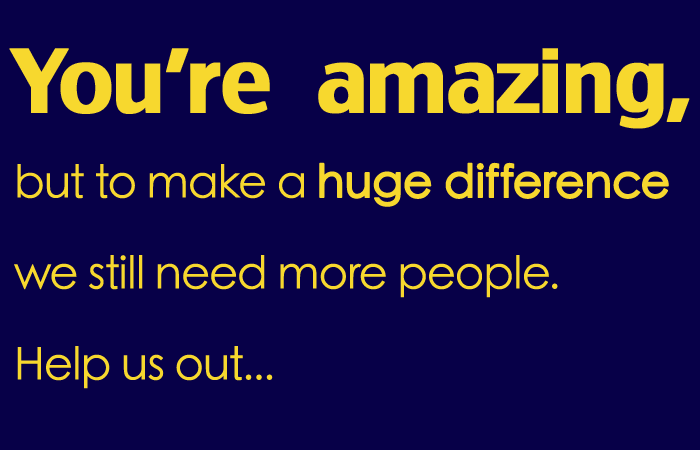 You’re amazing,
but to make a huge difference
we still need more people.
Help us out...